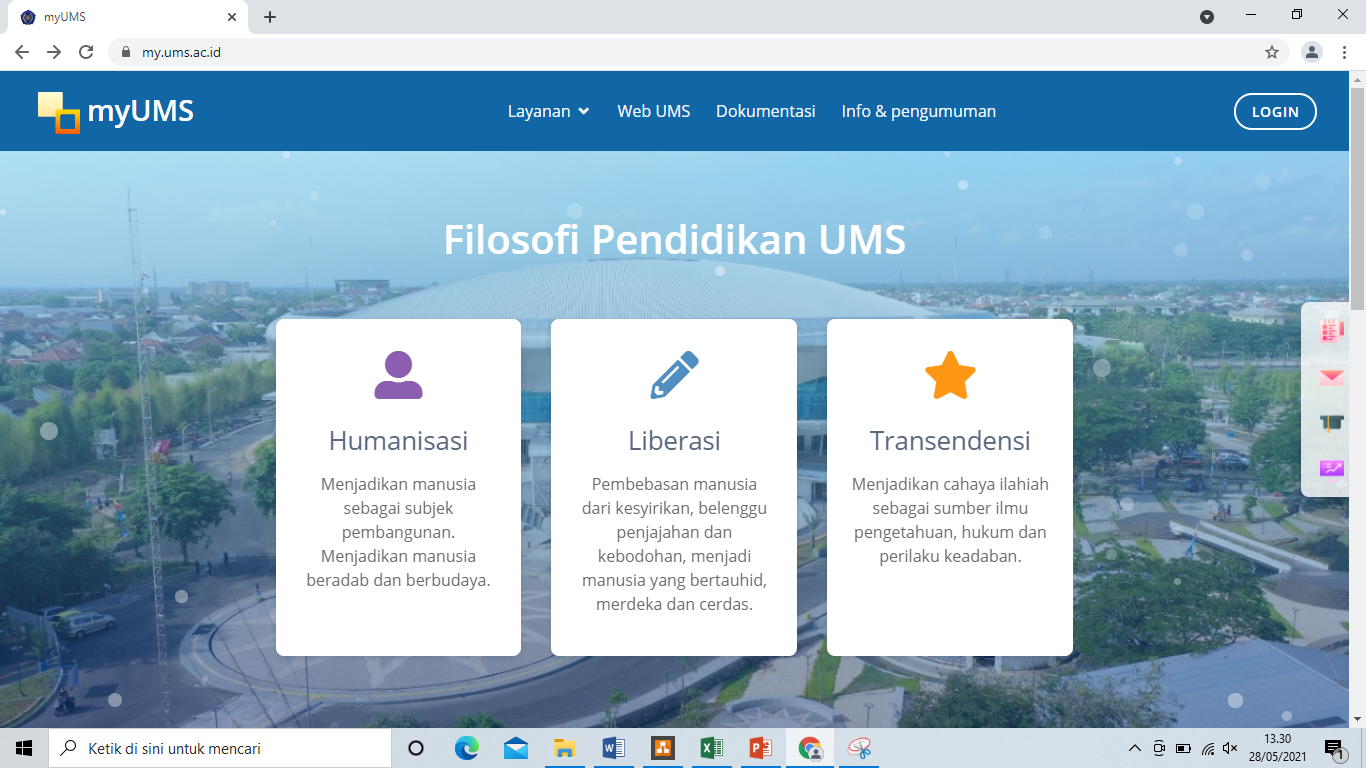 myUMS
my.ums.ac.id
myUMS
Layanan
Web UMS
Dokumentasi
Info & pengumuman
LOGIN
Filosofi Pendidikan UMS
Humanisasi
Menjadikan manusia
sebagai subjek
pembangunan.
Menjadikan manusia
beradab dan berbudaya.
Liberasi
Pembebasan manusia
dari kesyirikan, belenggu
penjajahan dan
kebodohan, menjadi
manusia yang bertauhid,
merdeka dan cerdas.
Transendensi
Menjadikan cahaya ilahiah
sebagai sumber ilmu
pengetahuan, hukum dan
perilaku keadaban.
Ketik di sini untuk mencari
13.30
28/05/2021
1